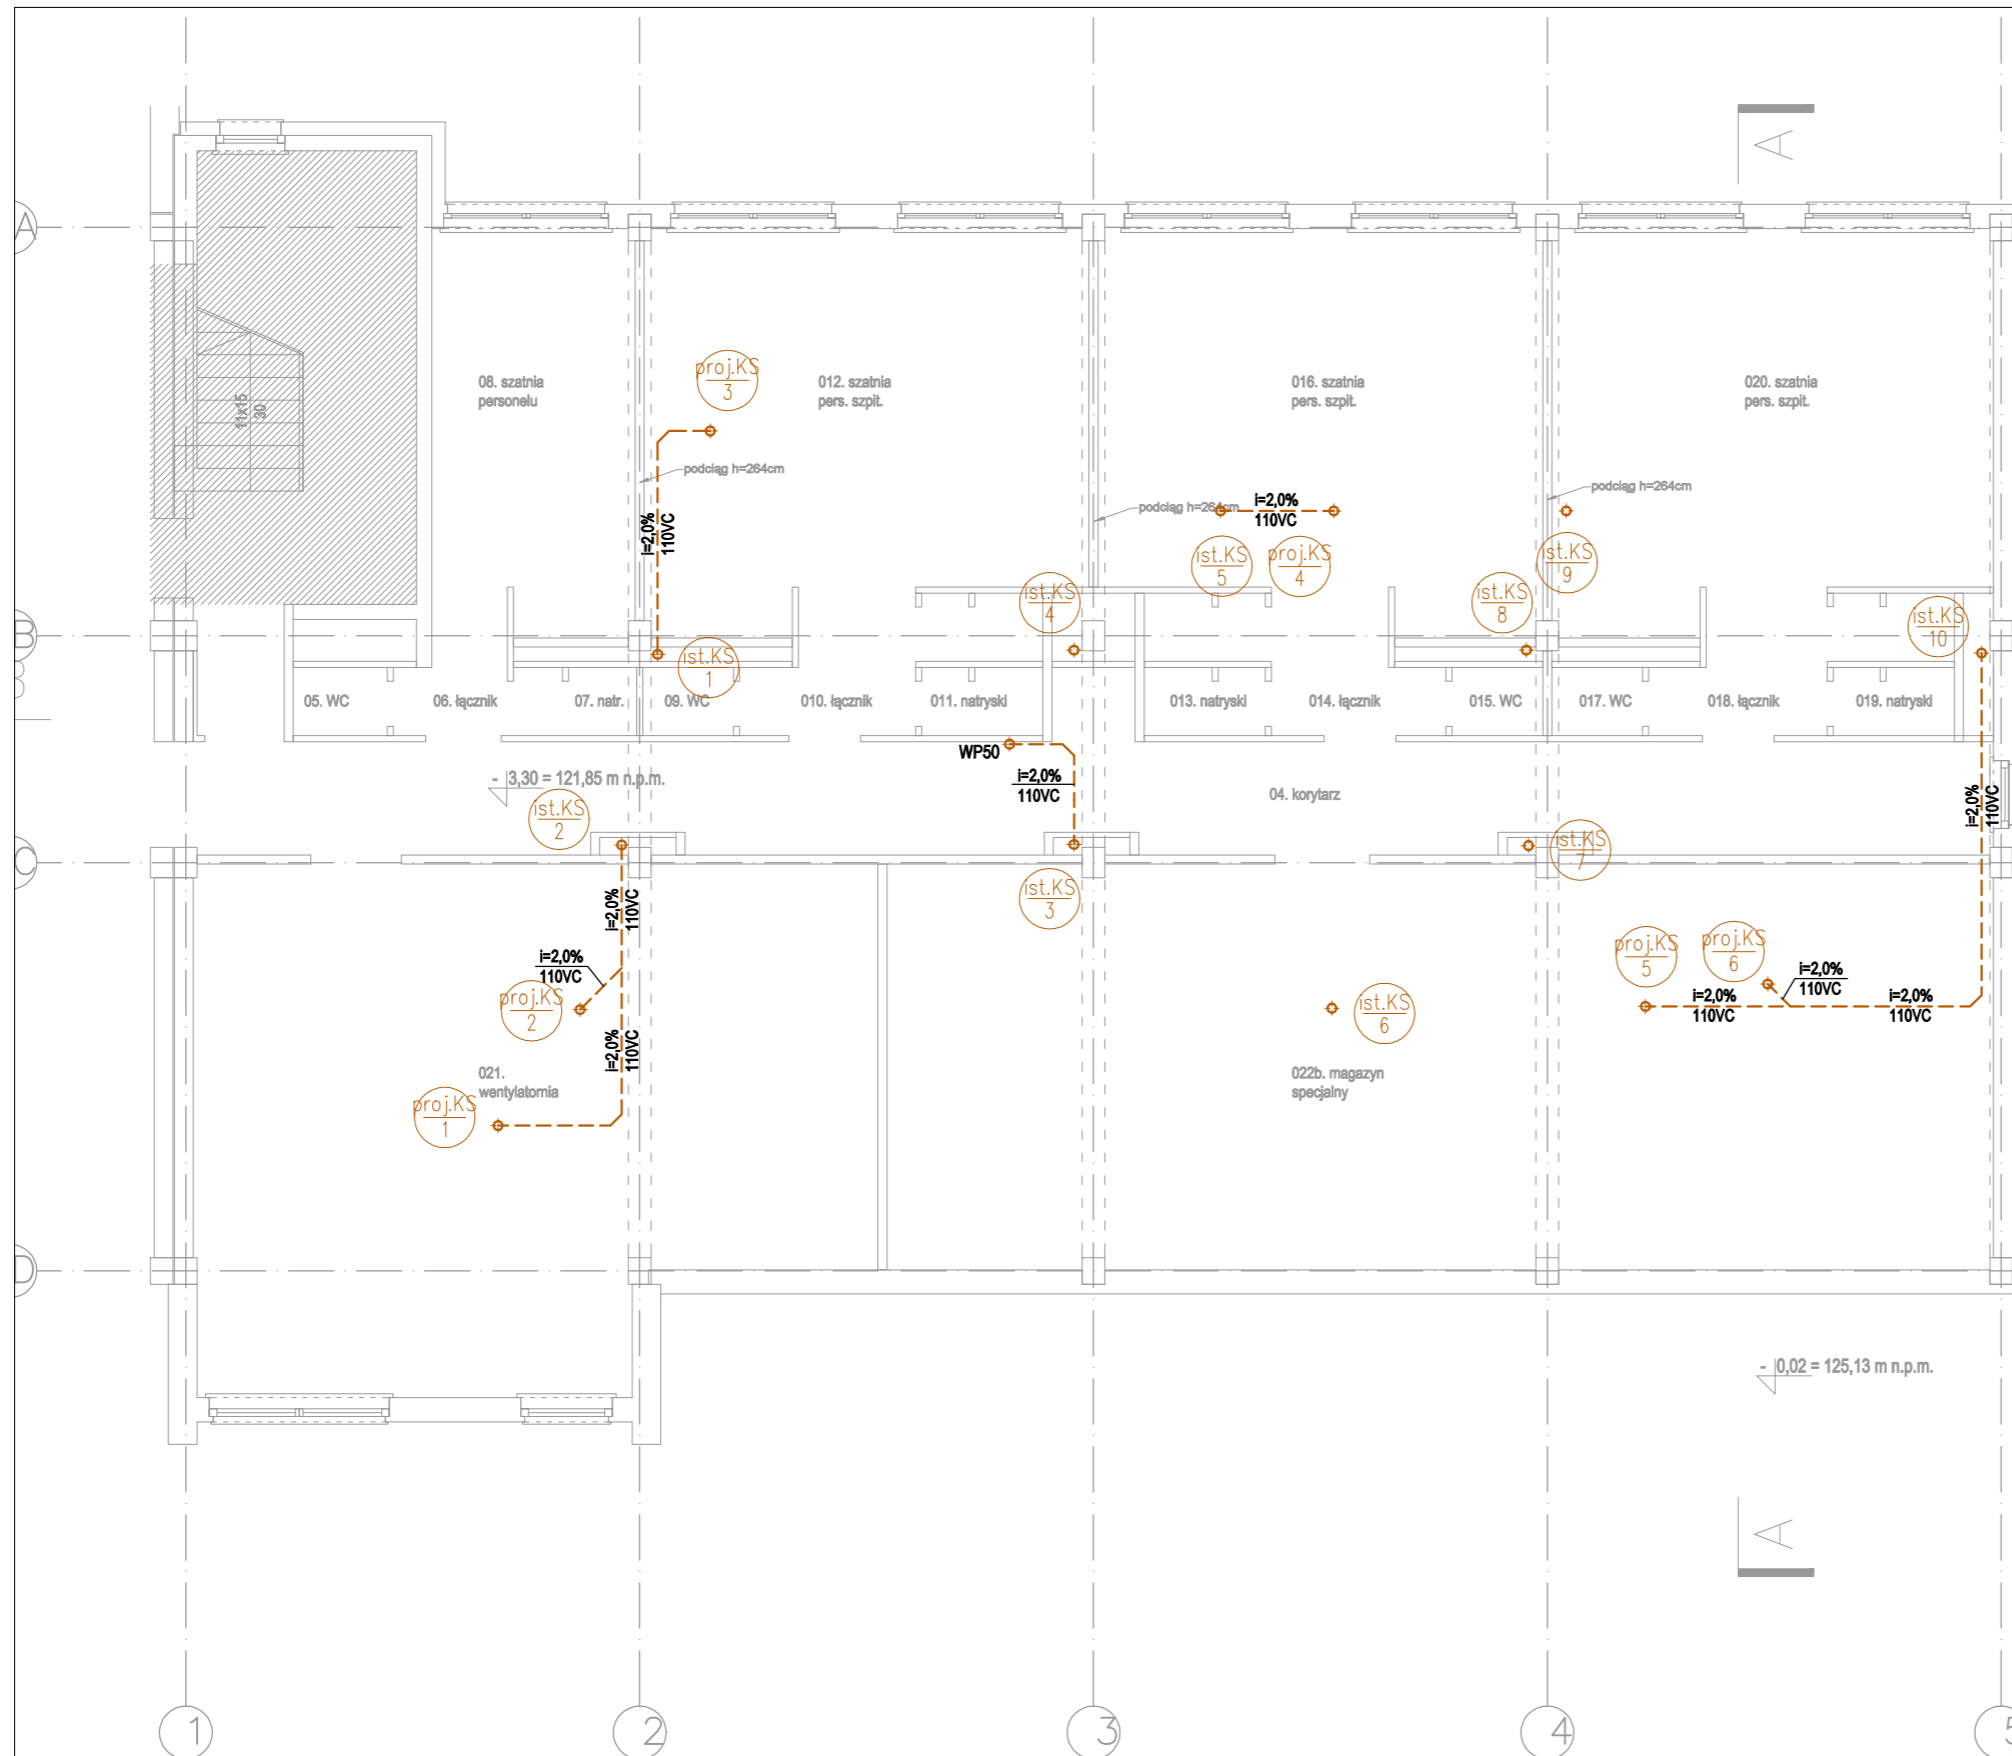 A
A
08. szatnia
personelu
proj.KS
3
012. szatnia
pers. szpit.
016. szatnia
pers. szpit.
020. szatnia
pers. szpit.
11x15
30
podciąg h=264cm
podciąg h=264cm
podciąg h=264cm
i=2,0%
110VC
i=2,0%
110VC
ist.KS
5
proj.KS
4
ist.KS
9
ist.KS
4
ist.KS
8
ist.KS
10
B
ist.KS
1
05. WC
06. łącznik
07. natr.
09. WC
010. łącznik
011. natryski
013. natryski
014. łącznik
015. WC
017. WC
018. łącznik
019. natryski
WP50
i=2,0%
110VC
- 3,30 = 121,85 m n.p.m.
04. korytarz
i=2,0%
110VC
ist.KS
2
ist.KS
7
C
ist.KS
3
i=2,0%
110VC
i=2,0%
110VC
proj.KS
2
i=2,0%
110VC
proj.KS
5
proj.KS
6
i=2,0%
110VC
i=2,0%
110VC
i=2,0%
110VC
ist.KS
6
021.
wentylatornia
022b. magazyn
specjalny
proj.KS
1
D
- 0,02 = 125,13 m n.p.m.
A
1
2
3
4
5